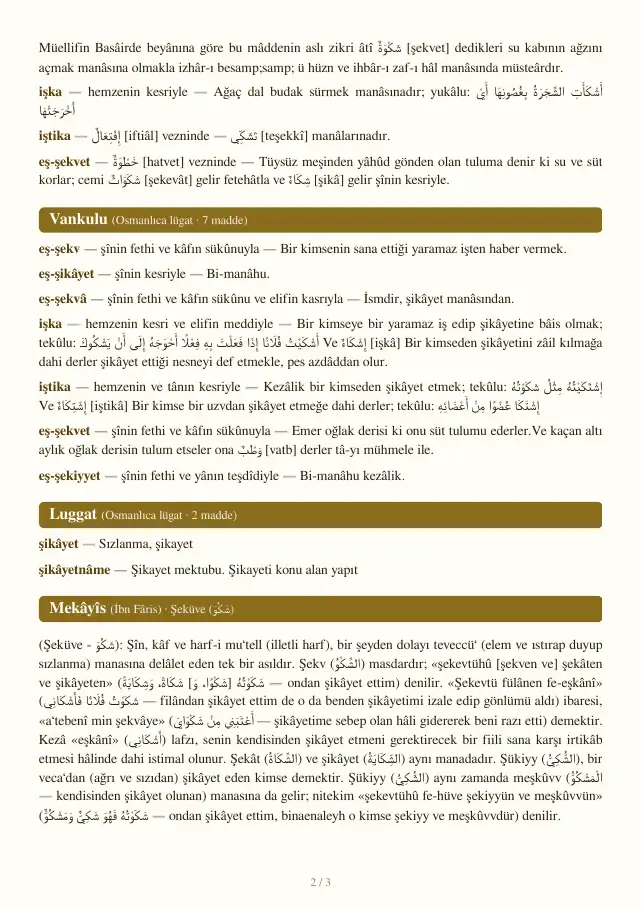 Müellifin Basâirde beyânına göre bu mâddenin aslı zikri âtî شَكْوَةٌ [şekvet] dedikleri su kabının ağzını
açmak manâsına olmakla izhâr-ı besamp;samp; ü hüzn ve ihbâr-ı zaf-ı hâl manâsında müsteârdır.
işka — hemzenin kesriyle — Ağaç dal budak sürmek manâsınadır; yukâlu: أَشْكَأَتِ الشَّجَرَةُ بِغُصُونِهَا أَيْ
أَخْرَجَتْهَا
iştika — إِفْتِعَالٌ [iftiâl] vezninde — تَشَكِّي [teşekkî] manâlarınadır.
eş-şekvet — خَطْوَةٌ [hatvet] vezninde — Tüysüz meşinden yâhûd gönden olan tuluma denir ki su ve süt
korlar; cemi شَكَوَاتٌ [şekevât] gelir fetehâtla ve شِكَاءٌ [şikâ] gelir şînin kesriyle.
Vankulu (Osmanlıca lügat · 7 madde)
eş-şekv — şînin fethi ve kâfın sükûnuyla — Bir kimsenin sana ettiği yaramaz işten haber vermek.
eş-şikâyet — şînin kesriyle — Bi-manâhu.
eş-şekvâ — şînin fethi ve kâfın sükûnu ve elifin kasrıyla — İsmdir, şikâyet manâsından.
işka — hemzenin kesri ve elifin meddiyle — Bir kimseye bir yaramaz iş edip şikâyetine bâis olmak;
tekûlu: أَشْكَيْتُ فُلَانًا إِذَا فَعَلْتَ بِهِ فِعْلًا أَحْوَجَهُ إِلَى أَنْ يَشْكُوكَ Ve إِشْكَاءٌ [işkâ] Bir kimseden şikâyetini zâil kılmağa
dahi derler şikâyet ettiği nesneyi def etmekle, pes azdâddan olur.
iştika — hemzenin ve tânın kesriyle — Kezâlik bir kimseden şikâyet etmek; tekûlu: إِشْتَكَيْتُهُ مِثْلُ شَكَوْتُهُ
Ve إِشْتِكَاءٌ [iştikâ] Bir kimse bir uzvdan şikâyet etmeğe dahi derler; tekûlu: إِشْتَكَا عُضْوًا مِنْ أَعْضَائِهِ
eş-şekvet — şînin fethi ve kâfın sükûnuyla — Emer oğlak derisi ki onu süt tulumu ederler.Ve kaçan altı
aylık oğlak derisin tulum etseler ona وَطْبٌ [vatb] derler tâ-yı mühmele ile.
eş-şekiyyet — şînin fethi ve yânın teşdîdiyle — Bi-manâhu kezâlik.
Luggat (Osmanlıca lügat · 2 madde)
şikâyet — Sızlanma, şikayet
şikâyetnâme — Şikayet mektubu. Şikayeti konu alan yapıt
Mekâyîs (İbn Fâris) · Şeküve (شَكُوَ)
(Şeküve - شَكُوَ): Şîn, kâf ve harf-i mu‘tell (illetli harf), bir şeyden dolayı teveccü‘ (elem ve ıstırap duyup
sızlanma) manasına delâlet eden tek bir asıldır. Şekv (الشَّكْوُ) masdardır; «şekevtühû [şekven ve] şekâten
ve şikâyeten» (شَكَوْتُهُ [شَكْوًا، وَ] شَكَاةً، وَشِكَايَةً — ondan şikâyet ettim) denilir. «Şekevtü fülânen fe-eşkânî»
(شَكَوْتُ فُلَانًا فَأَشْكَانِي — filândan şikâyet ettim de o da benden şikâyetimi izale edip gönlümü aldı) ibaresi,
«a‘tebenî min şekvâye» (أَعْتَبَنِي مِنْ شَكْوَايَ — şikâyetime sebep olan hâli gidererek beni razı etti) demektir.
Kezâ «eşkânî» (أَشْكَانِي) lafzı, senin kendisinden şikâyet etmeni gerektirecek bir fiili sana karşı irtikâb
etmesi hâlinde dahi istimal olunur. Şekât (الشَّكَاةُ) ve şikâyet (الشِّكَايَةُ) aynı manadadır. Şükiyy (الشُّكِيُّ), bir
veca‘dan (ağrı ve sızıdan) şikâyet eden kimse demektir. Şükiyy (الشُّكِيُّ) aynı zamanda meşkûvv (الْمَشْكُوُّ
— kendisinden şikâyet olunan) manasına da gelir; nitekim «şekevtühû fe-hüve şekiyyün ve meşkûvvün»
(شَكَوْتُهُ فَهُوَ شَكِيٌّ وَمَشْكُوٌّ — ondan şikâyet ettim, binaenaleyh o kimse şekiyy ve meşkûvvdür) denilir.
2 / 3